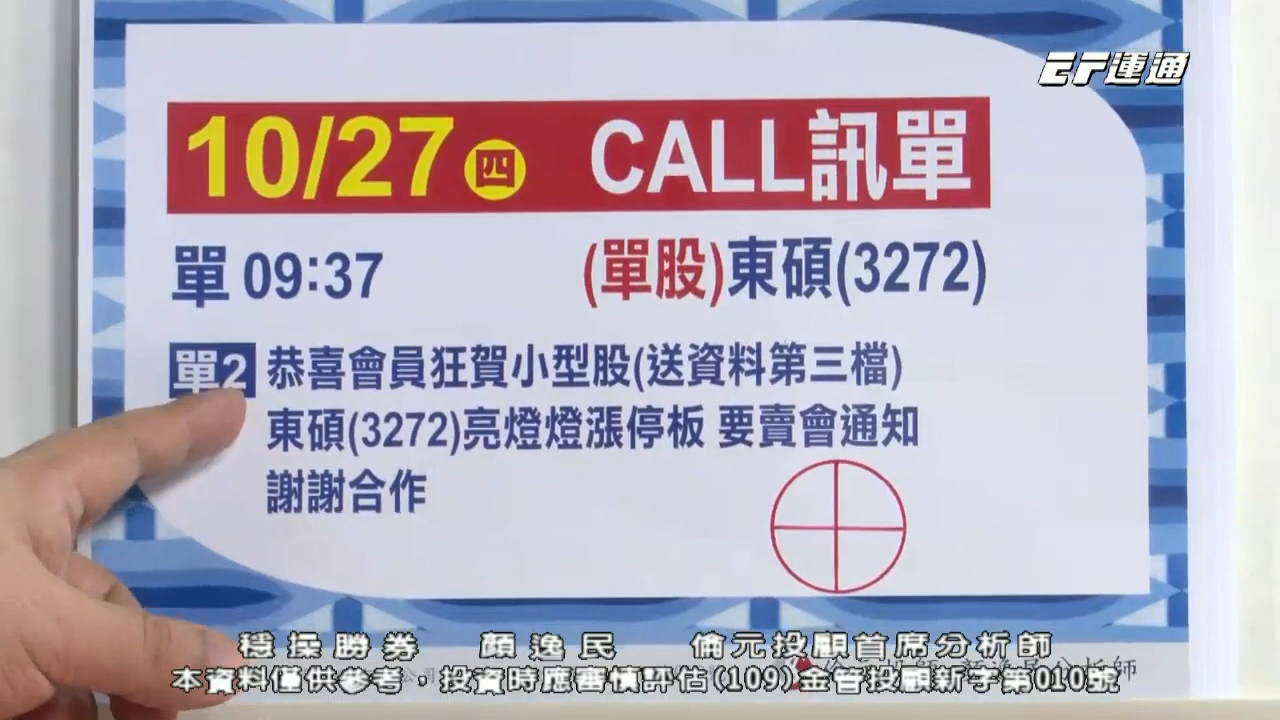 EF運通
10/27四 CALL訊單
單 09:37 (單股)東碩(3272)
單2 恭喜會員狂賀小型股(送資料第三檔)
東碩(3272)亮燈燈漲停板 要賣會通知
謝謝合作
穩操勝券 顏逸民 倫元投顧首席分析師
本資料僅供參考，投資時應審慎評估(109)金管投顧新字第010號